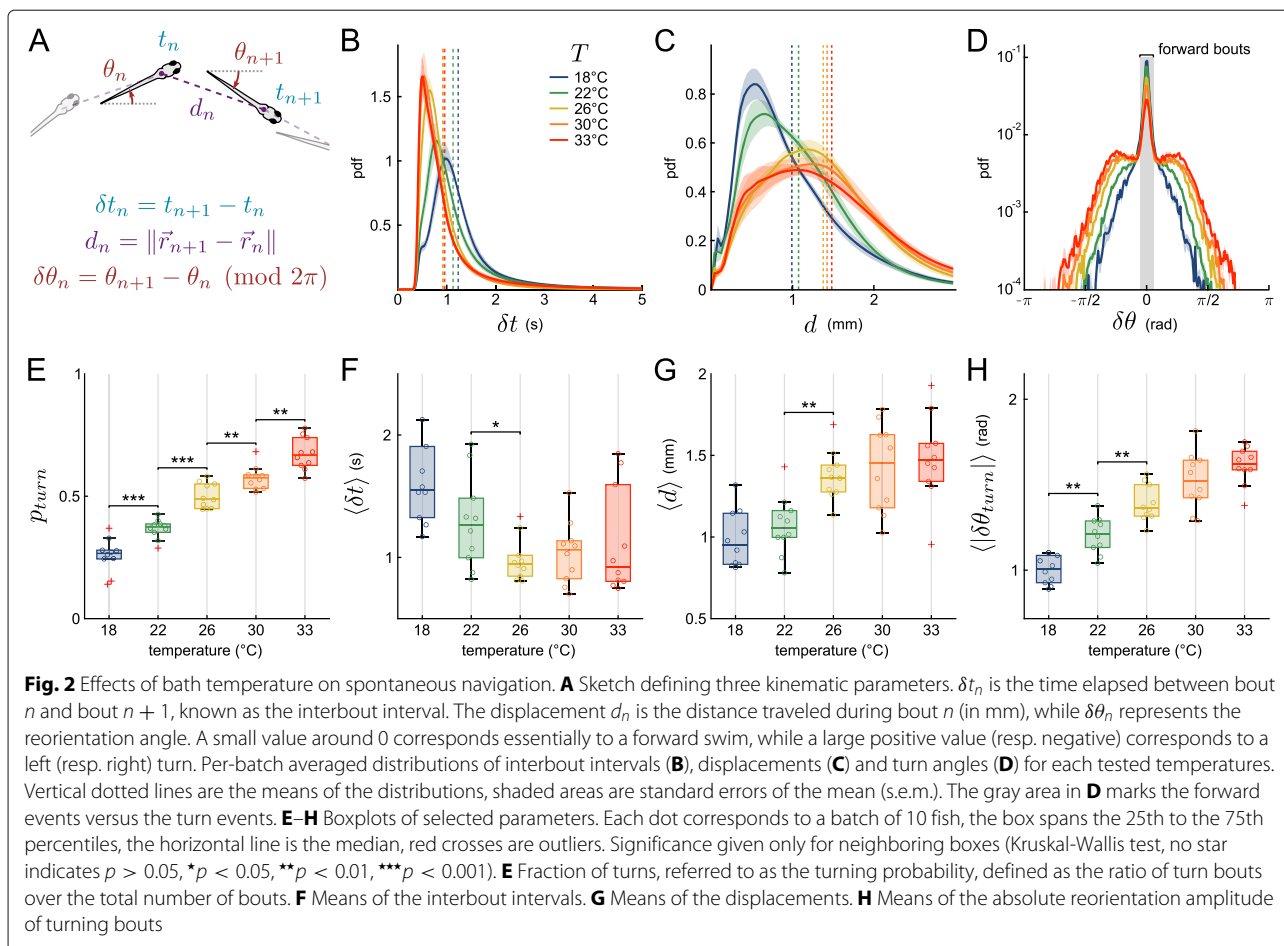 A
t_n
θ_n
θ_{n+1}
t_{n+1}
d_n
δt_n = t_{n+1} − t_n
d_n = ‖r⃗_{n+1} − r⃗_n‖
δθ_n = θ_{n+1} − θ_n (mod 2π)
B
T
18°C
22°C
26°C
30°C
33°C
pdf
1.5
1
0.5
0
0 1 2 3 4 5
δt (s)
C
pdf
0.8
0.6
0.4
0.2
0
1 2
d (mm)
D
forward bouts
pdf
10^-1
10^-2
10^-3
10^-4
-π -π/2 0 π/2 π
δθ (rad)
E
p_turn
1
0.5
0
*** *** ** **
18 22 26 30 33
temperature (°C)
F
⟨δt⟩ (s)
2
1
*
18 22 26 30 33
temperature (°C)
G
⟨d⟩ (mm)
2
1.5
1
0.5
**
18 22 26 30 33
temperature (°C)
H
⟨|δθ_turn|⟩ (rad)
2
1
** **
18 22 26 30 33
temperature (°C)
Fig. 2 Effects of bath temperature on spontaneous navigation. A Sketch defining three kinematic parameters. δt_n is the time elapsed between bout
n and bout n + 1, known as the interbout interval. The displacement d_n is the distance traveled during bout n (in mm), while δθ_n represents the
reorientation angle. A small value around 0 corresponds essentially to a forward swim, while a large positive value (resp. negative) corresponds to a
left (resp. right) turn. Per-batch averaged distributions of interbout intervals (B), displacements (C) and turn angles (D) for each tested temperatures.
Vertical dotted lines are the means of the distributions, shaded areas are standard errors of the mean (s.e.m.). The gray area in D marks the forward
events versus the turn events. E–H Boxplots of selected parameters. Each dot corresponds to a batch of 10 fish, the box spans the 25th to the 75th
percentiles, the horizontal line is the median, red crosses are outliers. Significance given only for neighboring boxes (Kruskal-Wallis test, no star
indicates p > 0.05, ★p < 0.05, ★★p < 0.01, ★★★p < 0.001). E Fraction of turns, referred to as the turning probability, defined as the ratio of turn bouts
over the total number of bouts. F Means of the interbout intervals. G Means of the displacements. H Means of the absolute reorientation amplitude
of turning bouts